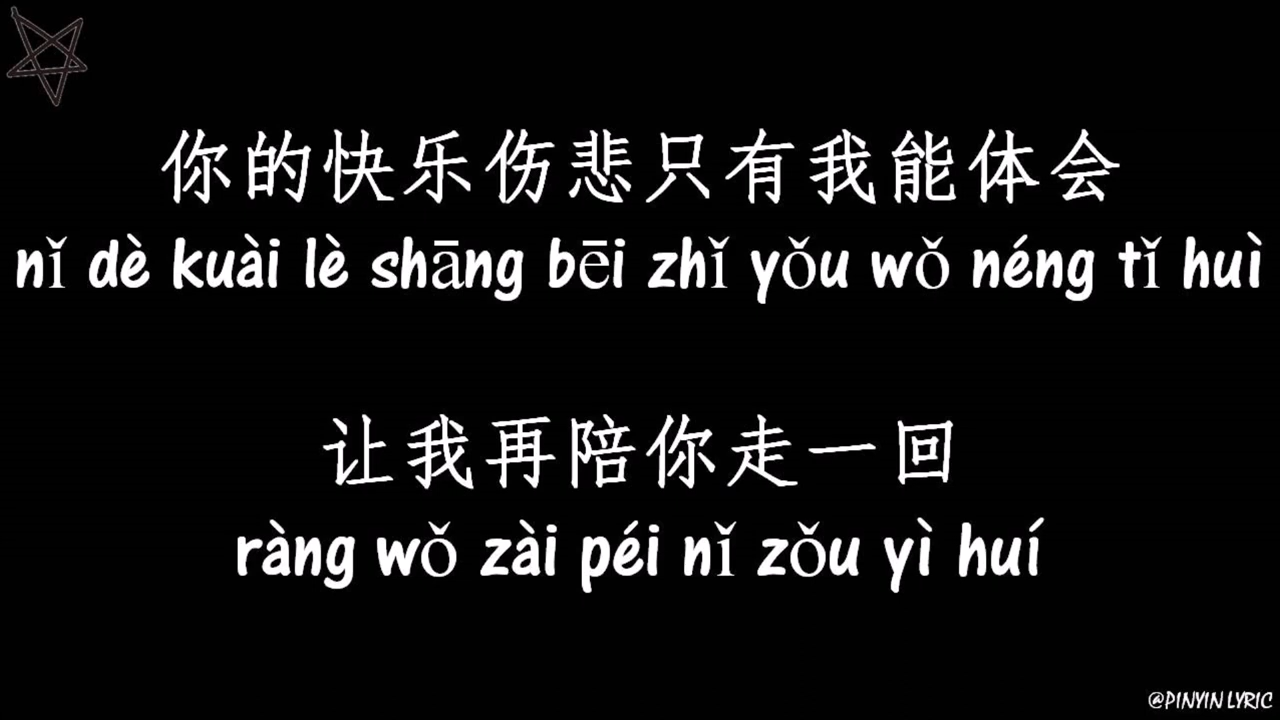 你的快乐伤悲只有我能体会
nǐ dè kuài lè shāng bēi zhǐ yǒu wǒ néng tǐ huì
让我再陪你走一回
ràng wǒ zài péi nǐ zǒu yì huí
@PINYIN LYRIC